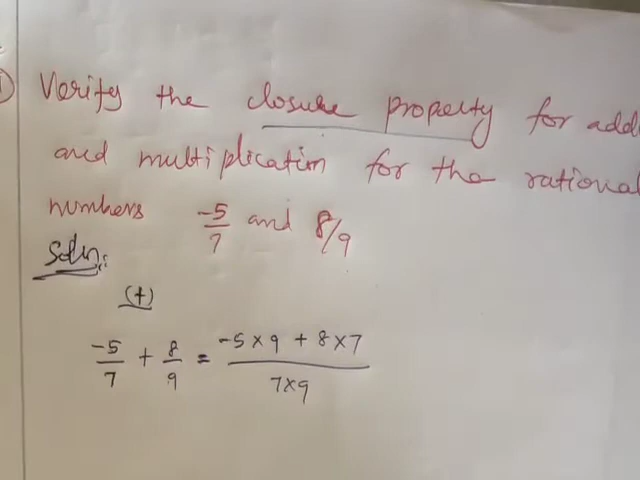 1) Verify the closure property for add
and multiplication for the rational
numbers -5/7 and 8/9
Soln:
(+)
-5/7 + 8/9 = -5×9 + 8×7 / 7×9